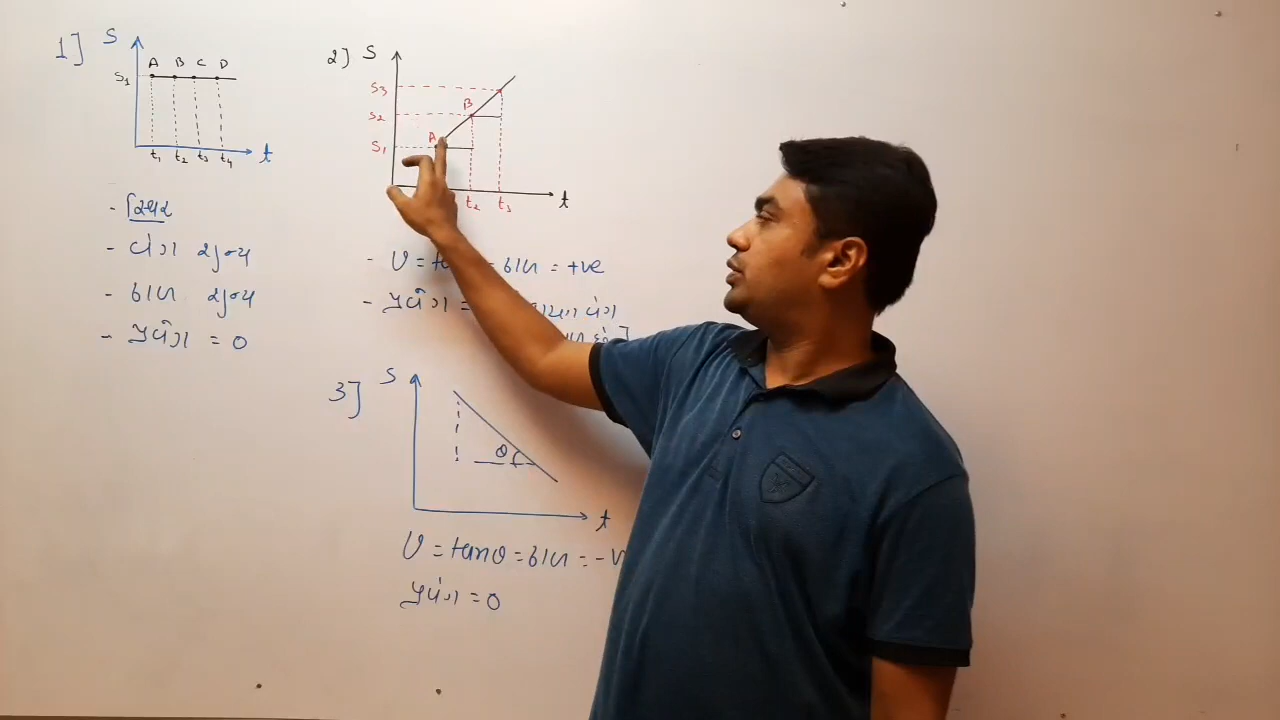 1] S
A B C D
S₁
t₁ t₂ t₃ t₄ t
- સ્થિર
- વેગ શૂન્ય
- ઢાળ શૂન્ય
- પ્રવેગ = 0
2] S
S₃
S₂ B
S₁ A
t₂ t₃ t
- v = ઢાળ = +ve
- પ્રવેગ = વેગ
3] S
θ
t
v = tanθ = ઢાળ = -v
પ્રવેગ = 0